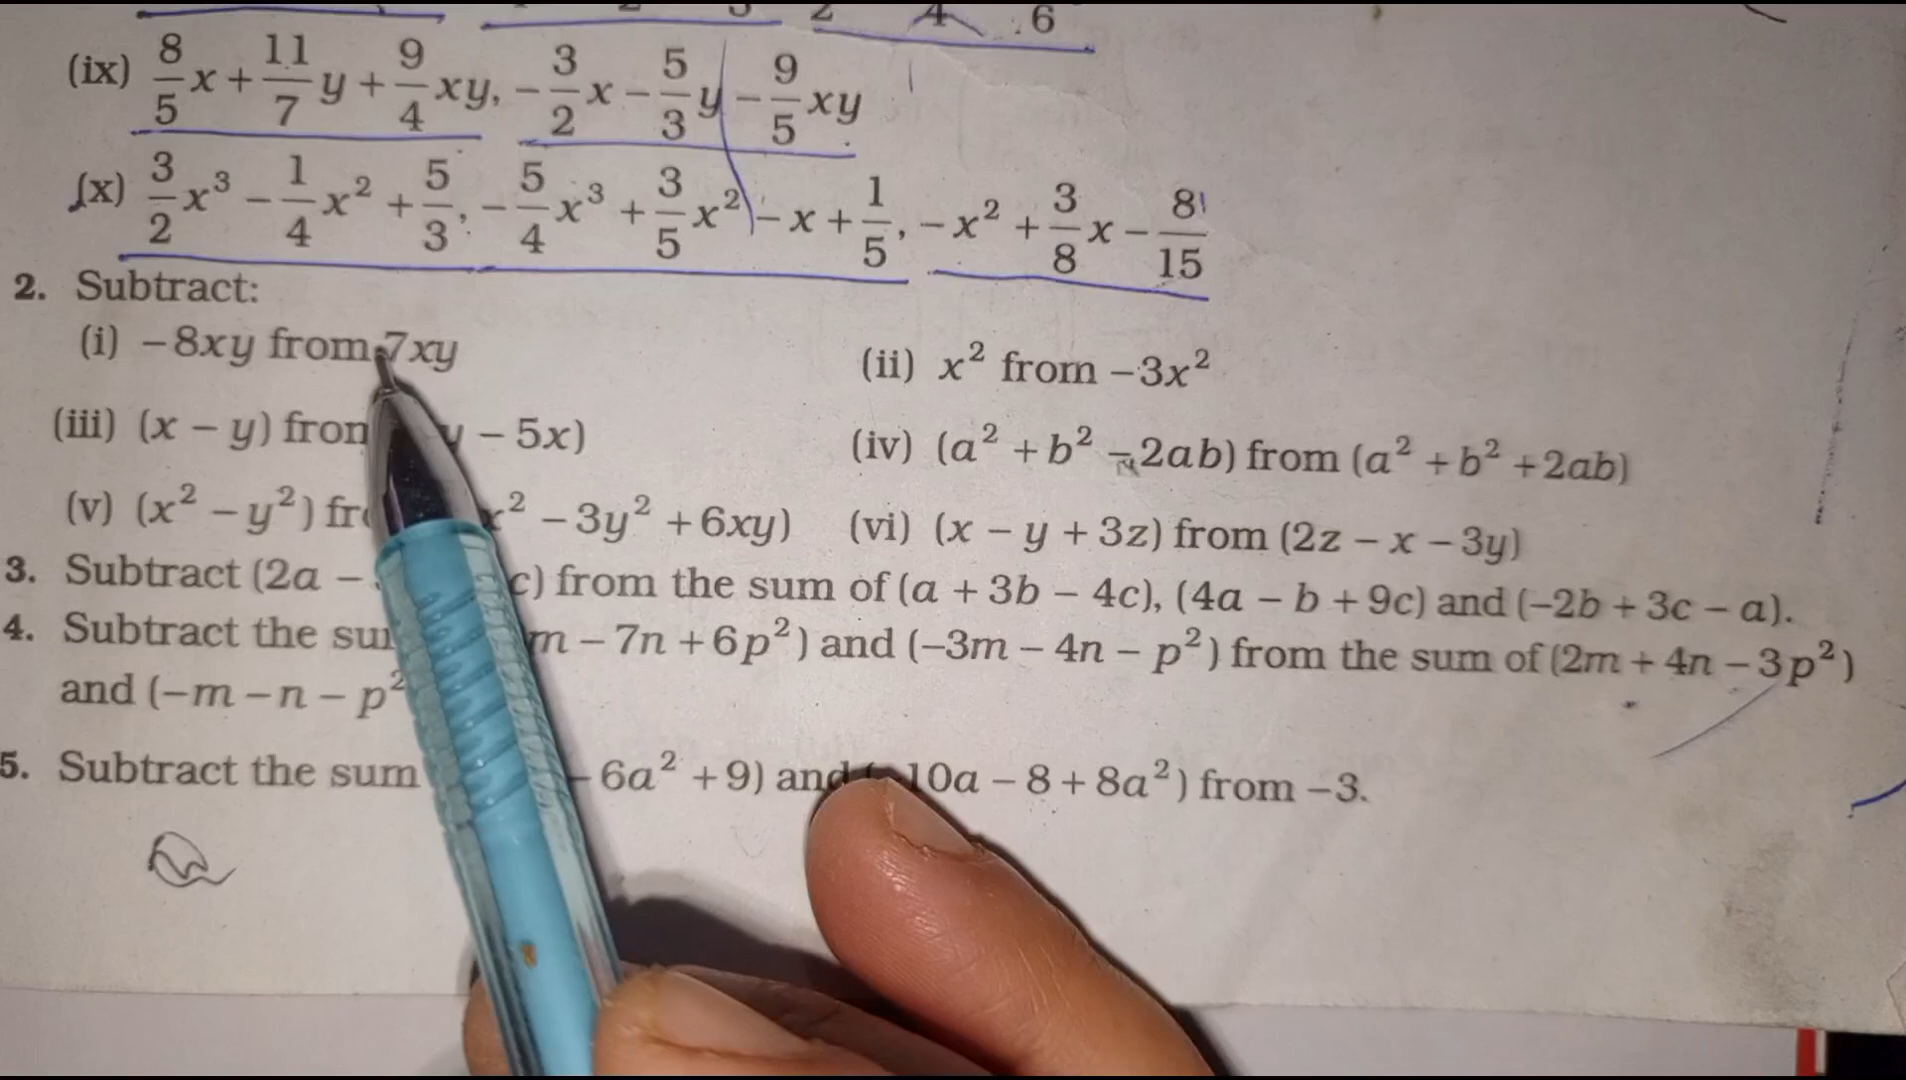 6
(ix) 8/5 x + 11/7 y + 9/4 xy, − 3/2 x − 5/3 y − 9/5 xy
(x) 3/2 x³ − 1/4 x² + 5/3, − 5/4 x³ + 3/5 x² − x + 1/5, − x² + 3/8 x − 8/15
2. Subtract:
(i) −8xy from 7xy (ii) x² from −3x²
(iii) (x − y) from − 5x) (iv) (a² + b² − 2ab) from (a² + b² + 2ab)
(v) (x² − y²) − 3y² + 6xy) (vi) (x − y + 3z) from (2z − x − 3y)
3. Subtract (2a − c) from the sum of (a + 3b − 4c), (4a − b + 9c) and (−2b + 3c − a).
4. Subtract the m − 7n + 6p²) and (−3m − 4n − p²) from the sum of (2m + 4n − 3p²)
and (−m − n − p²
5. Subtract the sum 6a² + 9) and 10a − 8 + 8a²) from −3.